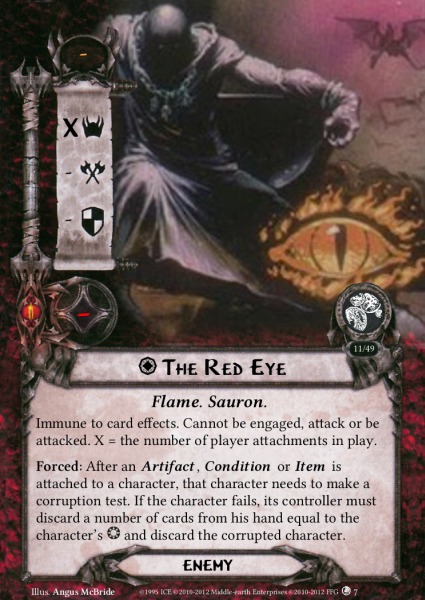 -
X
-
-
-
11/49
The Red Eye
Flame. Sauron.
Immune to card effects. Cannot be engaged, attack or be
attacked. X = the number of player attachments in play.
Forced: After an Artifact, Condition or Item is
attached to a character, that character needs to make a
corruption test. If the character fails, its controller must
discard a number of cards from his hand equal to the
character's and discard the corrupted character.
ENEMY
Illus. Angus McBride ©1995 ICE ©2010-2012 Middle-earth Enterprises ©2010-2012 FFG 7